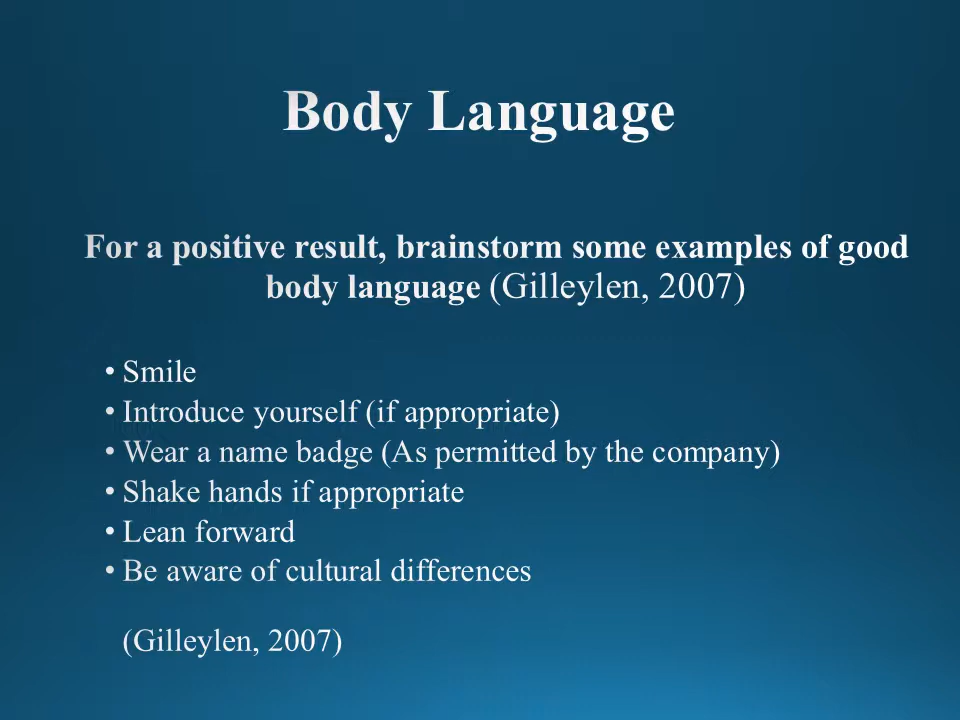 Body Language
For a positive result, brainstorm some examples of good
body language (Gilleylen, 2007)
• Smile
• Introduce yourself (if appropriate)
• Wear a name badge (As permitted by the company)
• Shake hands if appropriate
• Lean forward
• Be aware of cultural differences
(Gilleylen, 2007)